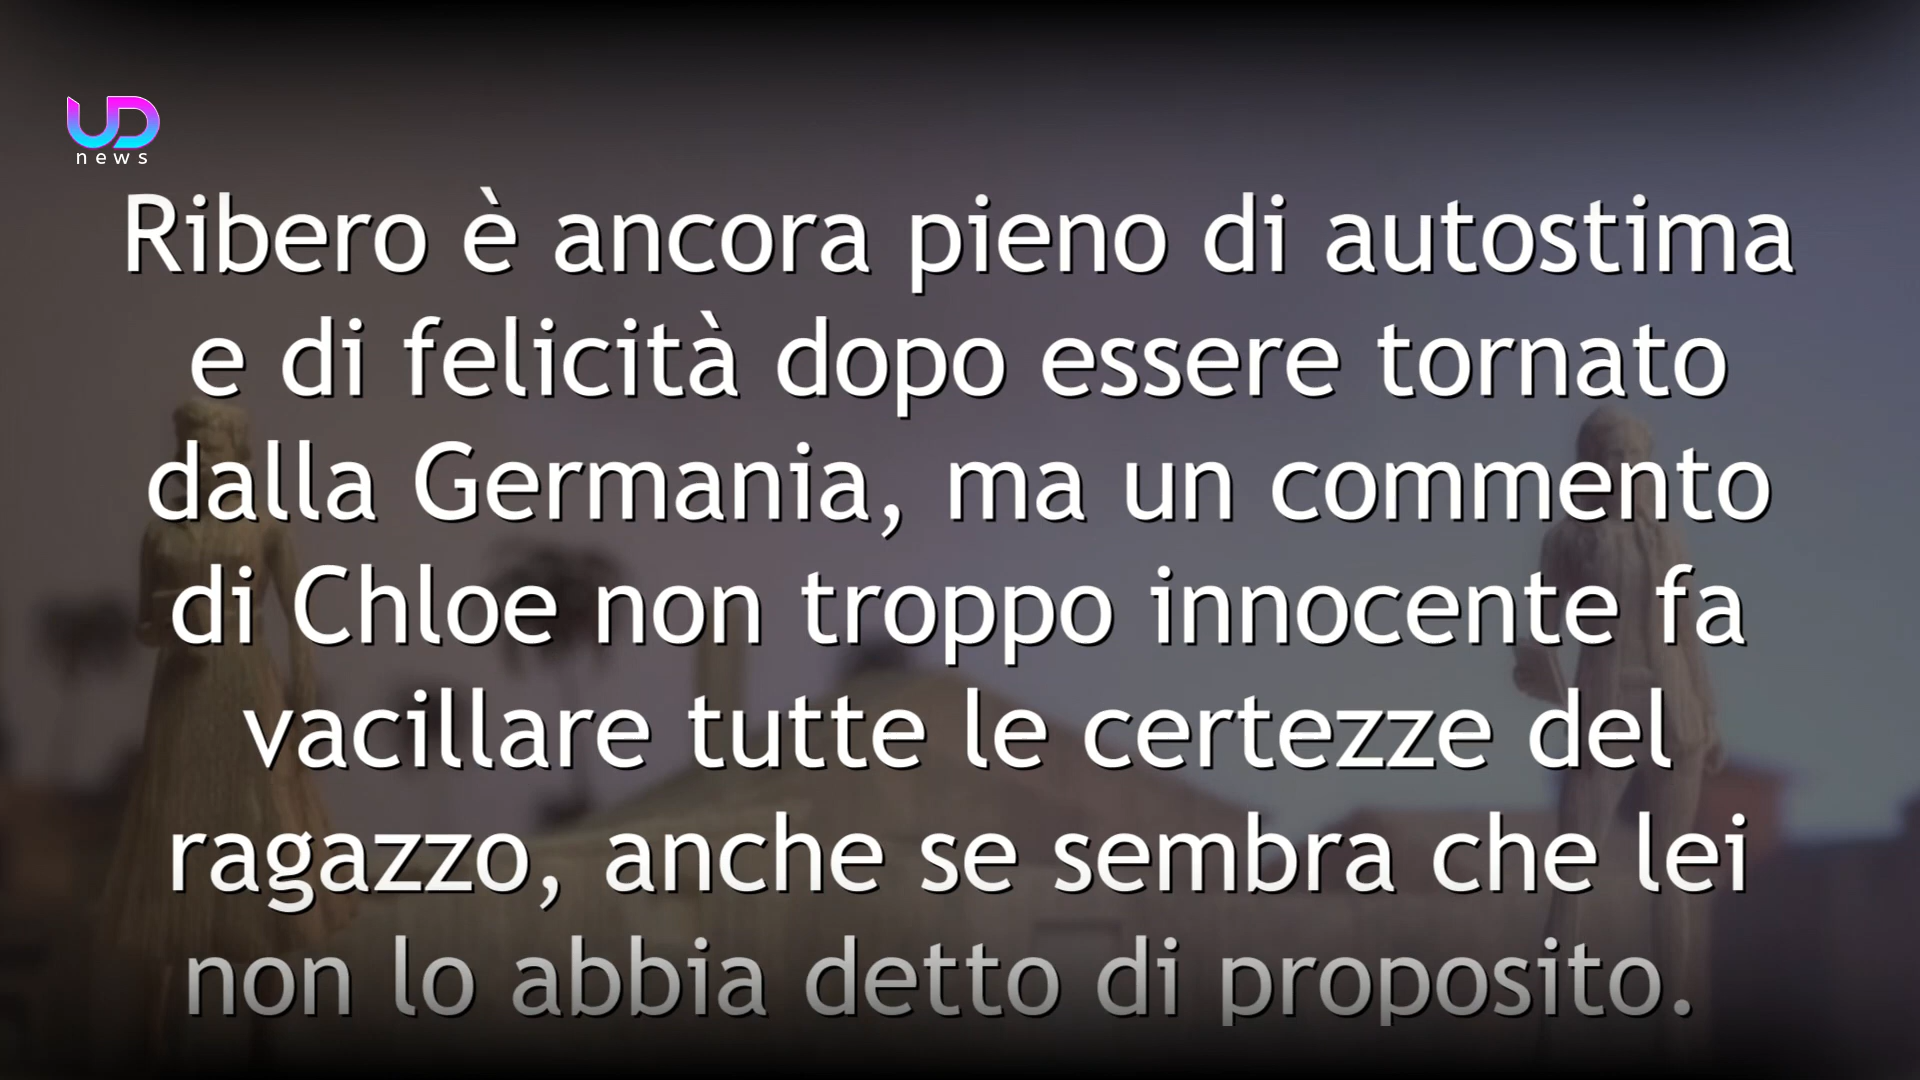 UD
news
Ribero è ancora pieno di autostima
e di felicità dopo essere tornato
dalla Germania, ma un commento
di Chloe non troppo innocente fa
vacillare tutte le certezze del
ragazzo, anche se sembra che lei
non lo abbia detto di proposito.